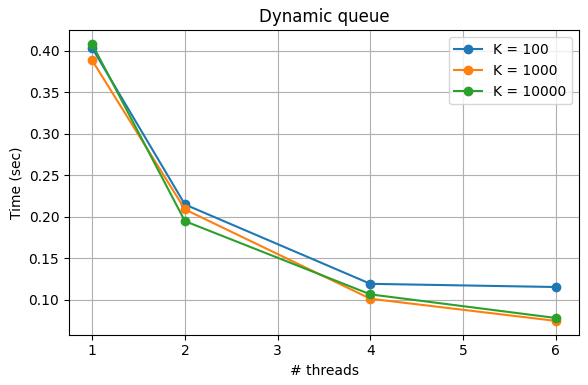 Dynamic queue
K = 100
K = 1000
K = 10000
Time (sec)
0.40
0.35
0.30
0.25
0.20
0.15
0.10
1
2
3
4
5
6
# threads